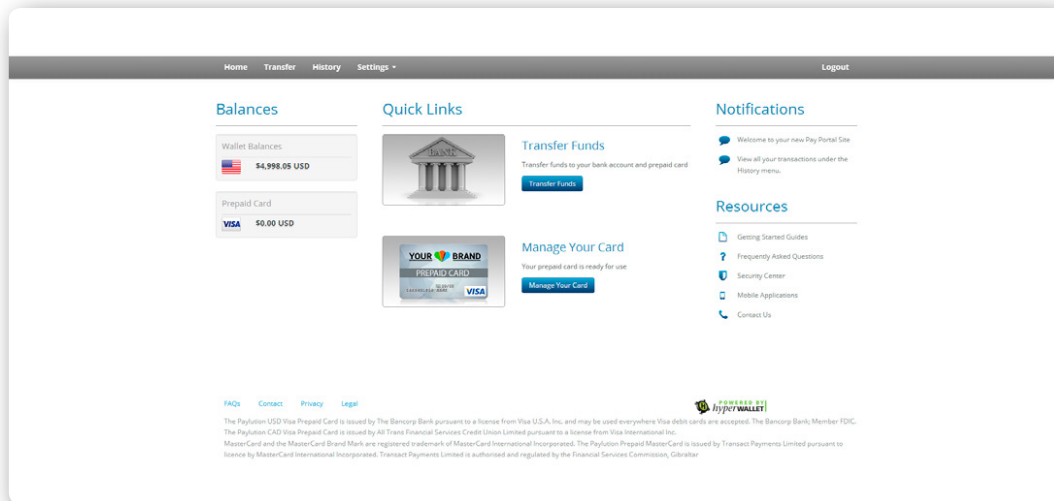 Home Transfer History Settings Logout
Balances
Wallet Balances
$4,998.05 USD
Prepaid Card
VISA $0.00 USD
Quick Links
BANK
Transfer Funds
Transfer funds to your bank account and prepaid card
Transfer Funds
YOUR BRAND
PREPAID CARD
VISA
Manage Your Card
Your prepaid card is ready for use
Manage Your Card
Notifications
Welcome to your new Pay Portal Site
View all your transactions under the
History menu.
Resources
Getting Started Guides
Frequently Asked Questions
Security Center
Mobile Applications
Contact Us
FAQs Contact Privacy Legal
POWERED BY
hyperWALLET
The Paylution USD Visa Prepaid Card is issued by The Bancorp Bank pursuant to a license from Visa U.S.A. Inc. and may be used everywhere Visa debit cards are accepted. The Bancorp Bank; Member FDIC.
The Paylution CAD Visa Prepaid Card is issued by All Trans Financial Services Credit Union Limited pursuant to a license from Visa International Inc.
MasterCard and the MasterCard Brand Mark are registered trademark of MasterCard International Incorporated. The Paylution Prepaid MasterCard is issued by Transact Payments Limited pursuant to
licence by MasterCard International Incorporated. Transact Payments Limited is authorised and regulated by the Financial Services Commission, Gibraltar